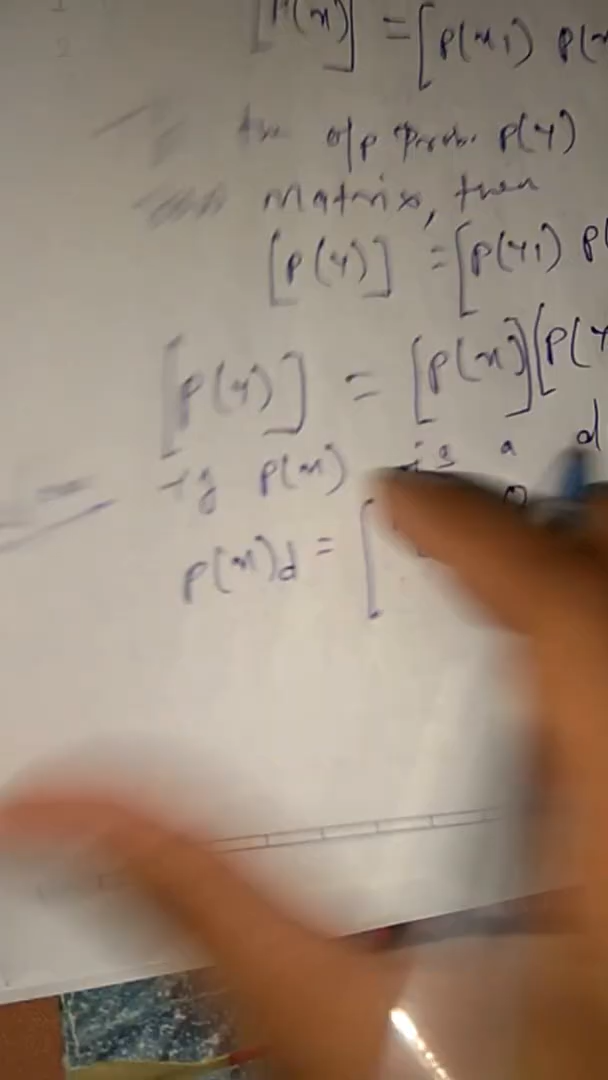 [P(x)] = [P(x1) P(x
the o/p prob. P(Y)
matrix, then
[P(Y)] = [P(Y1) P(
[P(Y)] = [P(x)][P(Y
if P(x) is a d
P(x)d = [